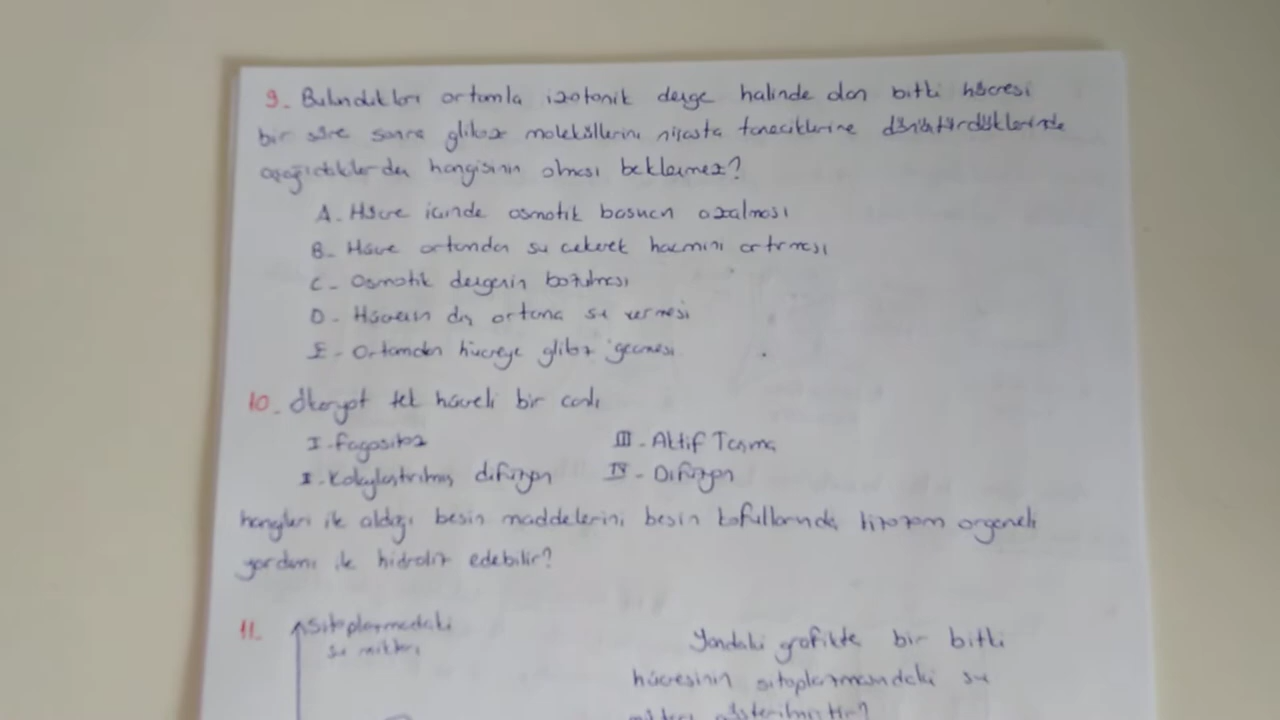 9. Bulundukları ortamla izotonik denge halinde olan bitki hücresi
bir süre sonra glikoz moleküllerini nişasta taneciklerine dönüştürdüklerinde
aşağıdakilerden hangisinin olması beklenmez?
A. Hücre içinde osmotik basıncın azalması
B. Hücre ortamdan su çekerek hacmini artırması
C. Osmotik dengenin bozulması
D. Hücrenin dış ortama su vermesi
E. Ortamdan hücreye glikoz geçmesi
10. Ökaryot tek hücreli bir canlı
I. Fagositoz III. Aktif Taşıma
II. Kolaylaştırılmış difüzyon IV. Difüzyon
hangileri ile aldığı besin maddelerini besin kofullarında lizozom organeli
yardımı ile hidroliz edebilir?
11. Sitoplazmadaki
su miktarı
Yandaki grafikte bir bitki
hücresinin sitoplazmasındaki su
miktarı gösterilmiştir?